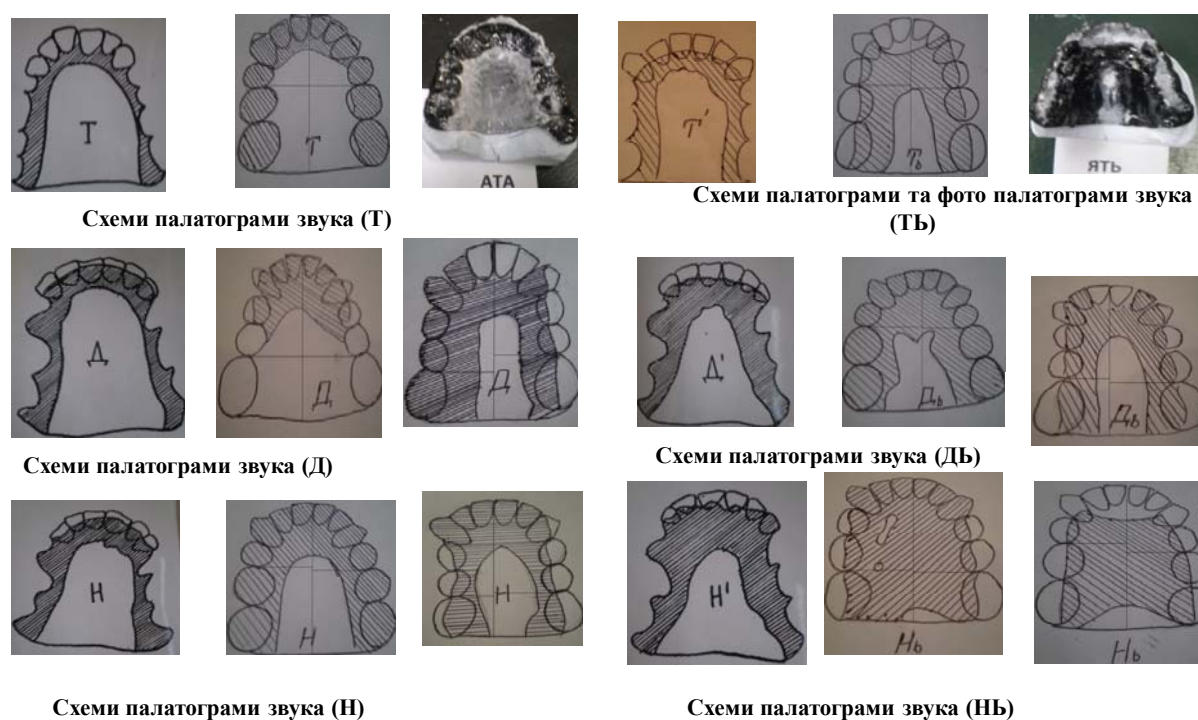 Т
Т
АТА
Т'
Ть
ЯТЬ
Схеми палатограми звука (Т)
Схеми палатограми та фото палатограми звука
(ТЬ)
Д
Д
Д
Д'
Дь
Дь
Схеми палатограми звука (Д)
Схеми палатограми звука (ДЬ)
Н
Н
Н
Н'
Нь
Нь
Схеми палатограми звука (Н)
Схеми палатограми звука (НЬ)